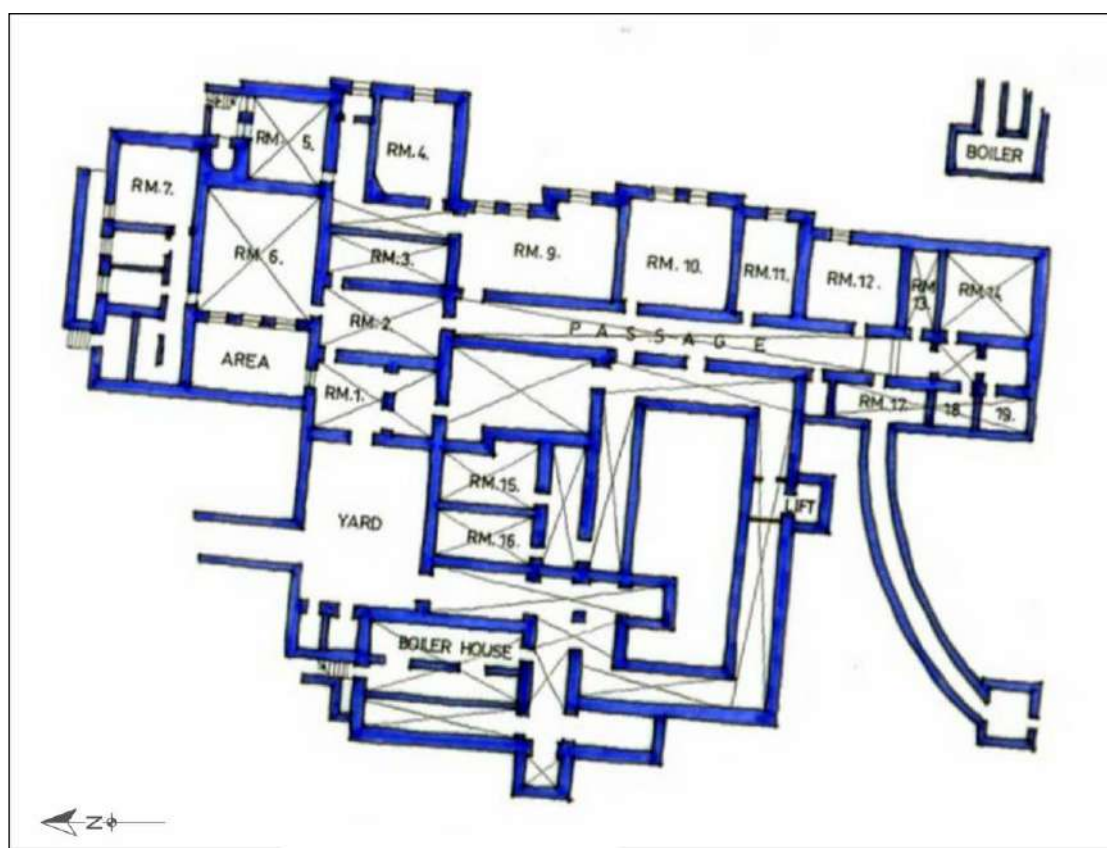 BOILER
RM. 5.
RM.4.
RM.7.
RM.6.
RM.3.
RM.9.
RM.10.
RM.11.
RM.12.
RM
13.
RM.14.
RM.2
PASSAGE
AREA
RM.1.
RM.17.
18.
19.
RM.15.
LIFT
YARD
RM.16.
BOILER HOUSE
N